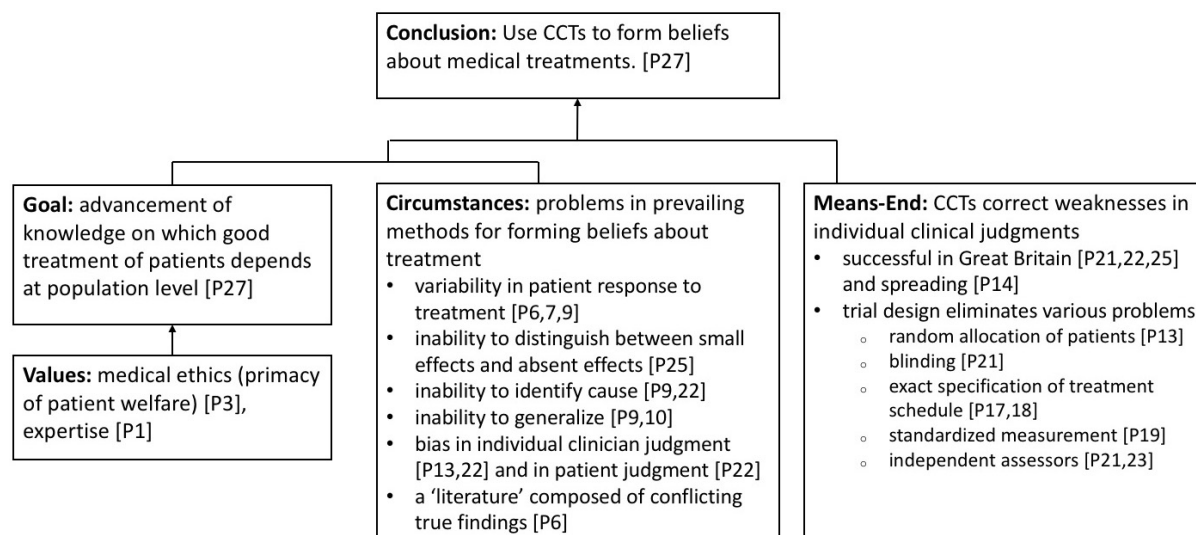 Conclusion: Use CCTs to form beliefs
about medical treatments. [P27]
Goal: advancement of
knowledge on which good
treatment of patients depends
at population level [P27]
Values: medical ethics (primacy
of patient welfare) [P3],
expertise [P1]
Circumstances: problems in prevailing
methods for forming beliefs about
treatment
• variability in patient response to
treatment [P6,7,9]
• inability to distinguish between small
effects and absent effects [P25]
• inability to identify cause [P9,22]
• inability to generalize [P9,10]
• bias in individual clinician judgment
[P13,22] and in patient judgment [P22]
• a ‘literature’ composed of conflicting
true findings [P6]
Means-End: CCTs correct weaknesses in
individual clinical judgments
• successful in Great Britain [P21,22,25]
and spreading [P14]
• trial design eliminates various problems
○ random allocation of patients [P13]
○ blinding [P21]
○ exact specification of treatment
schedule [P17,18]
○ standardized measurement [P19]
○ independent assessors [P21,23]